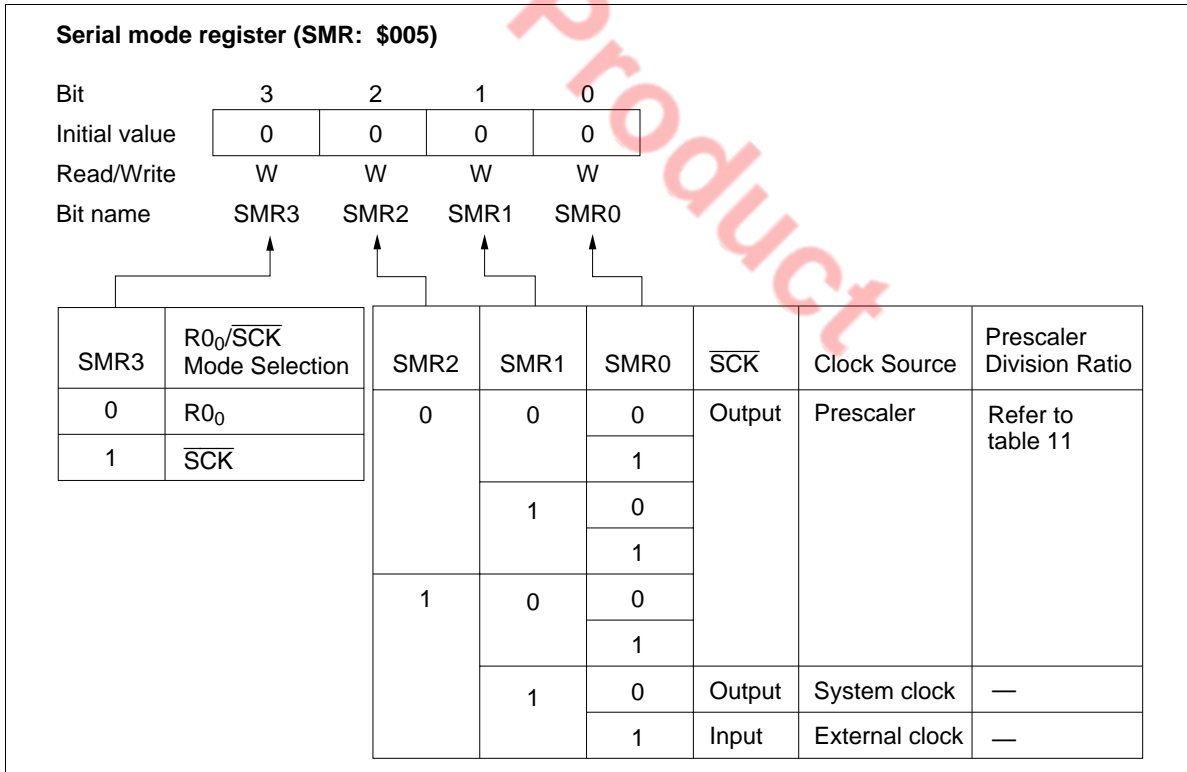 Serial mode register (SMR: $005)
Bit 3 2 1 0
Initial value 0 0 0 0
Read/Write W W W W
Bit name SMR3 SMR2 SMR1 SMR0
SMR3 R0₀/S̅C̅K̅ Mode Selection
0 R0₀
1 S̅C̅K̅
SMR2 SMR1 SMR0 S̅C̅K̅ Clock Source Prescaler Division Ratio
0 0 0 Output Prescaler Refer to table 11
1
1 0
1
1 0 0
1
1 0 Output System clock —
1 Input External clock —
Product